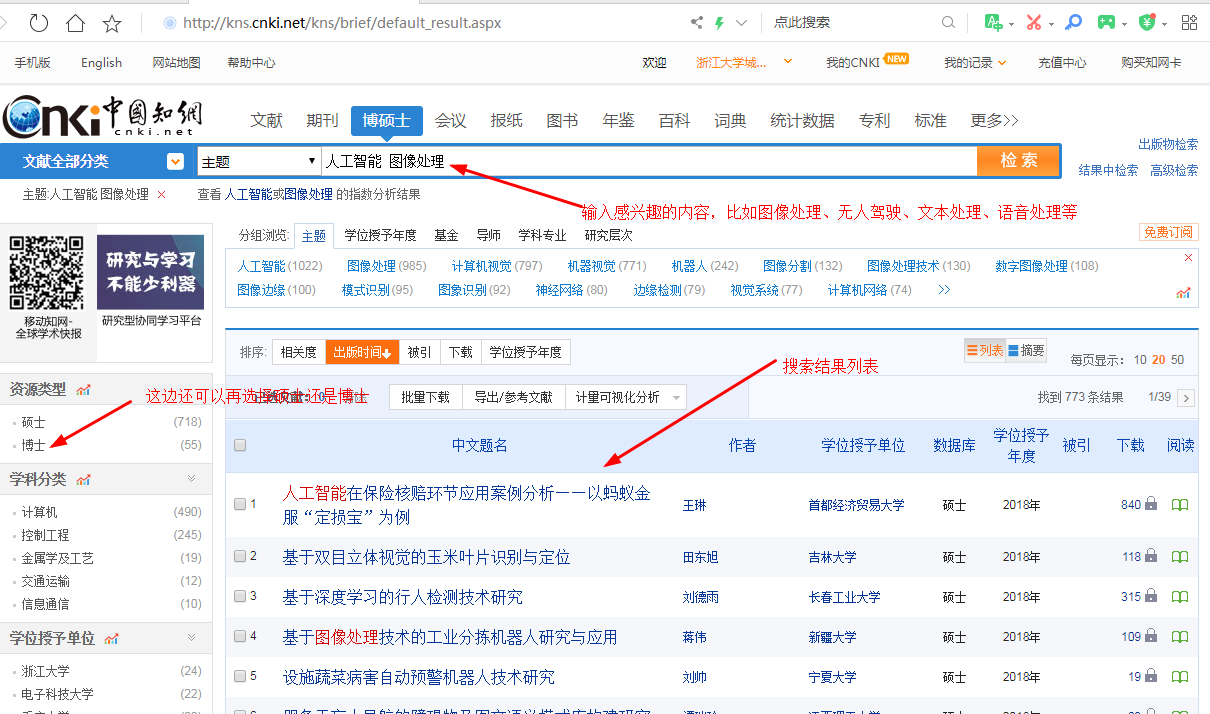 http://kns.cnki.net/kns/brief/default_result.aspx
点此搜索
手机版 English 网站地图 帮助中心 欢迎 浙江大学城... 我的CNKI NEW 我的记录 充值中心 购买知网卡
Cnki 中国知網
cnki.net
文献 期刊 博硕士 会议 报纸 图书 年鉴 百科 词典 统计数据 专利 标准 更多>>
出版物检索
文献全部分类 主题 人工智能 图像处理 检索
结果中检索 高级检索
主题:人工智能 图像处理 × 查看 人工智能或图像处理 的指数分析结果
输入感兴趣的内容，比如图像处理、无人驾驶、文本处理、语音处理等
分组浏览: 主题 学位授予年度 基金 导师 学科专业 研究层次 免费订阅
人工智能(1022) 图像处理(985) 计算机视觉(797) 机器视觉(771) 机器人(242) 图像分割(132) 图像处理技术(130) 数字图像处理(108)
图像边缘(100) 模式识别(95) 图象识别(92) 神经网络(80) 边缘检测(79) 视觉系统(77) 计算机网络(74) >>
研究与学习
不能少利器
移动知网-
全球学术快报
研究型协同学习平台
排序: 相关度 出版时间↓ 被引 下载 学位授予年度 列表 摘要 每页显示: 10 20 50
搜索结果列表
这边还可以再选择硕士还是博士
批量下载 导出/参考文献 计量可视化分析 找到 773 条结果 1/39 >
资源类型
硕士 (718)
博士 (55)
学科分类
计算机 (490)
控制工程 (245)
金属学及工艺 (19)
交通运输 (12)
信息通信 (10)
学位授予单位
浙江大学 (24)
电子科技大学 (22)
中文题名 作者 学位授予单位 数据库 学位授予年度 被引 下载 阅读
1 人工智能在保险核赔环节应用案例分析——以蚂蚁金
服“定损宝”为例 王琳 首都经济贸易大学 硕士 2018年 840
2 基于双目立体视觉的玉米叶片识别与定位 田东旭 吉林大学 硕士 2018年 118
3 基于深度学习的行人检测技术研究 刘德雨 长春工业大学 硕士 2018年 315
4 基于图像处理技术的工业分拣机器人研究与应用 蒋伟 新疆大学 硕士 2018年 109
5 设施蔬菜病害自动预警机器人技术研究 刘帅 宁夏大学 硕士 2018年 19